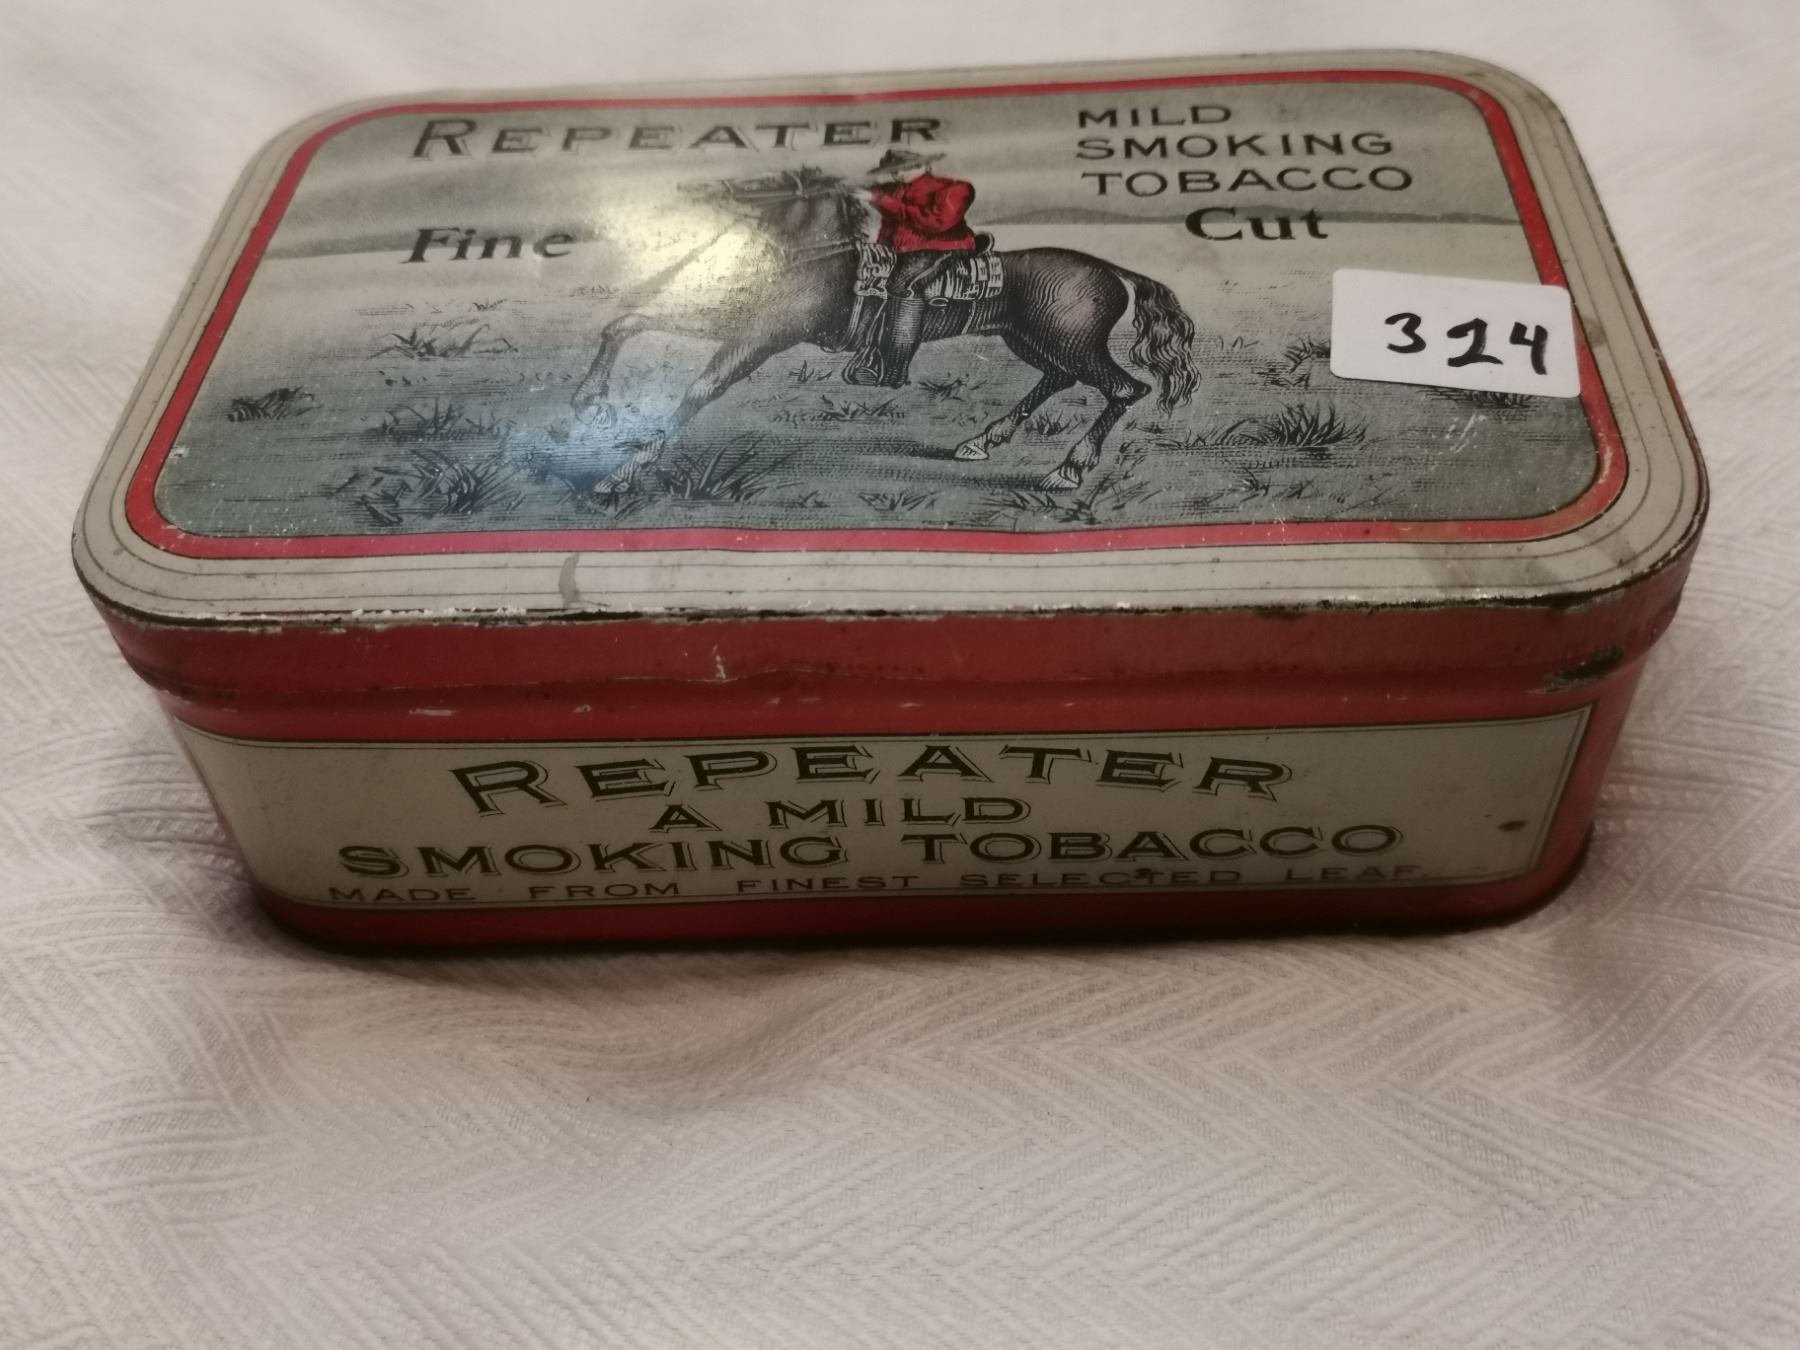 REPEATER
MILD
SMOKING
TOBACCO
Fine Cut
324
REPEATER
A MILD
SMOKING TOBACCO
MADE FROM FINEST SELECTED LEAF.